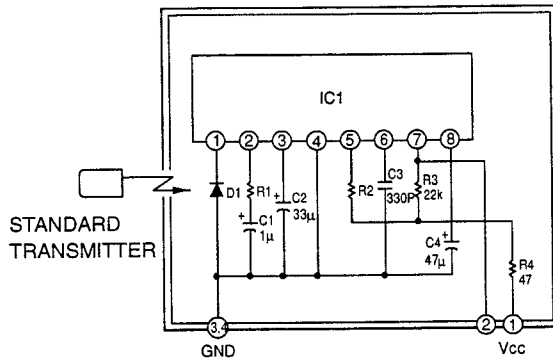 IC1
1 2 3 4 5 6 7 8
D1
R1
C1
1µ
C2
33µ
R2
C3
330P
R3
22k
C4
47µ
R4
47
STANDARD
TRANSMITTER
3.4 2 1
GND Vcc
+
+
+